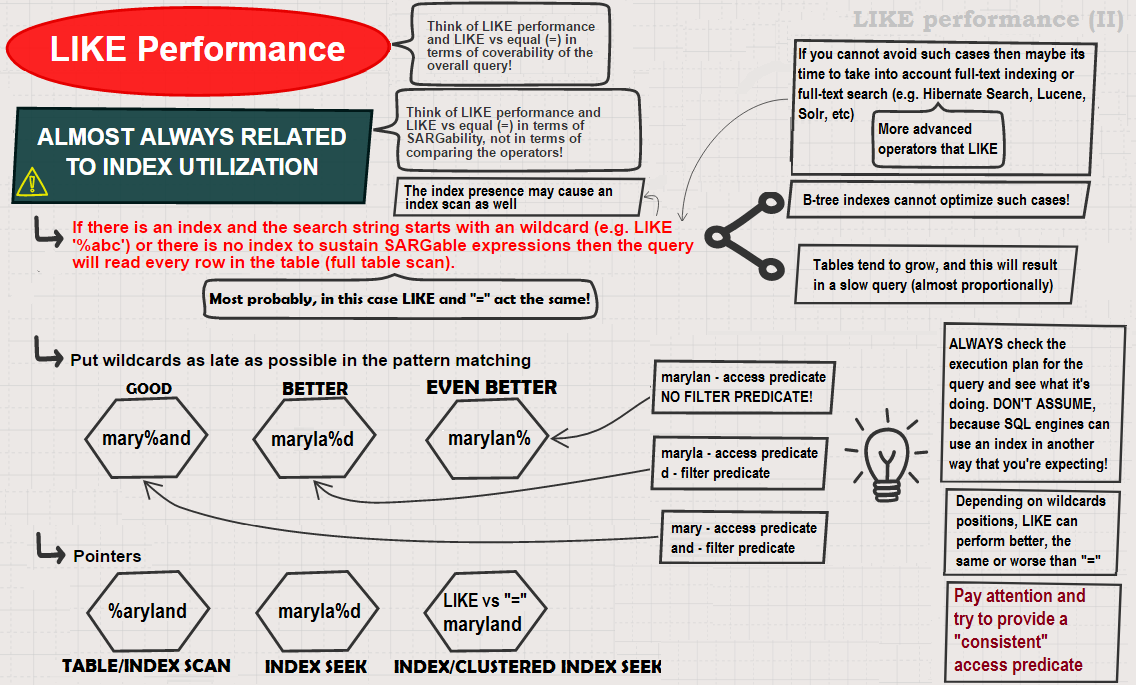 LIKE performance (II)
LIKE Performance
Think of LIKE performance
and LIKE vs equal (=) in
terms of coverability of the
overall query!
ALMOST ALWAYS RELATED
TO INDEX UTILIZATION
Think of LIKE performance and
LIKE vs equal (=) in terms of
SARGability, not in terms of
comparing the operators!
The index presence may cause an
index scan as well
If you cannot avoid such cases then maybe its
time to take into account full-text indexing or
full-text search (e.g. Hibernate Search, Lucene,
Solr, etc)
More advanced
operators that LIKE
B-tree indexes cannot optimize such cases!
Tables tend to grow, and this will result
in a slow query (almost proportionally)
If there is an index and the search string starts with an wildcard (e.g. LIKE
'%abc') or there is no index to sustain SARGable expressions then the query
will read every row in the table (full table scan).
Most probably, in this case LIKE and "=" act the same!
Put wildcards as late as possible in the pattern matching
GOOD
mary%and
BETTER
maryla%d
EVEN BETTER
marylan%
marylan - access predicate
NO FILTER PREDICATE!
maryla - access predicate
d - filter predicate
mary - access predicate
and - filter predicate
ALWAYS check the
execution plan for the
query and see what it's
doing. DON'T ASSUME,
because SQL engines can
use an index in another
way that you're expecting!
Depending on wildcards
positions, LIKE can
perform better, the
same or worse than "="
Pay attention and
try to provide a
"consistent"
access predicate
Pointers
%aryland
TABLE/INDEX SCAN
maryla%d
INDEX SEEK
LIKE vs "="
maryland
INDEX/CLUSTERED INDEX SEEK